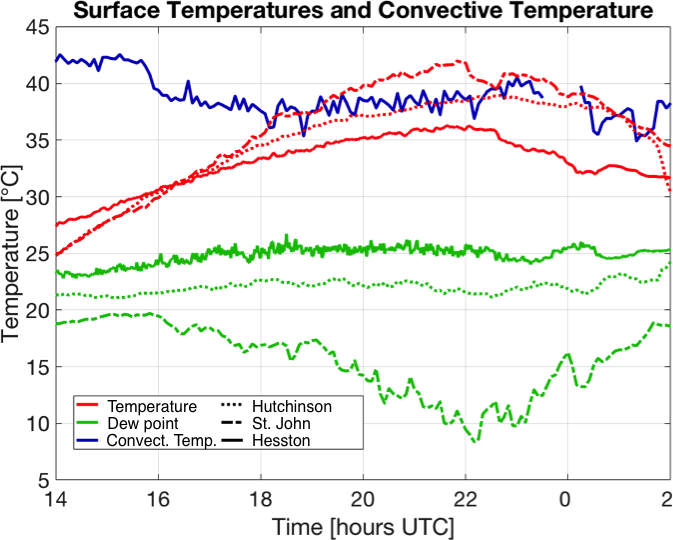 Surface Temperatures and Convective Temperature
45
40
35
30
25
20
15
10
5
Temperature [°C]
Temperature
Dew point
Convect. Temp.
Hutchinson
St. John
Hesston
14 16 18 20 22 0 2
Time [hours UTC]